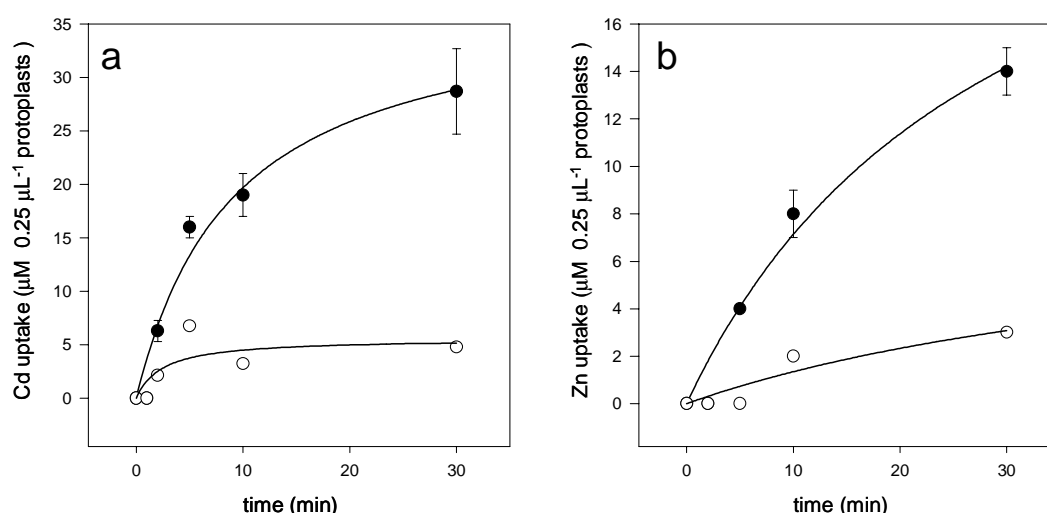 a
Cd uptake (µM 0.25 µL⁻¹ protoplasts )
35
30
25
20
15
10
5
0
0 10 20 30
time (min)
b
Zn uptake (µM 0.25 µL⁻¹ protoplasts )
16
14
12
10
8
6
4
2
0
0 10 20 30
time (min)